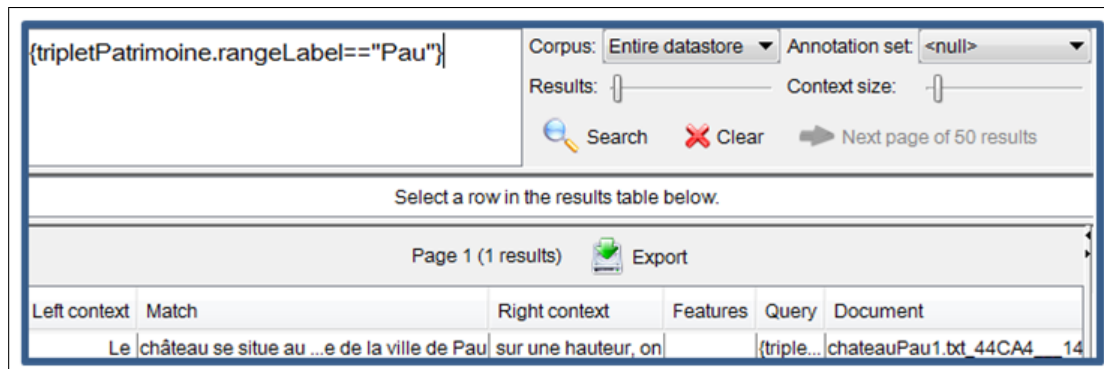 {tripletPatrimoine.rangeLabel=="Pau"}
Corpus: Entire datastore Annotation set: <null>
Results: Context size:
Search Clear Next page of 50 results
Select a row in the results table below.
Page 1 (1 results) Export
Left context Match Right context Features Query Document
Le château se situe au ...e de la ville de Pau sur une hauteur, on {triple... chateauPau1.txt_44CA4___14